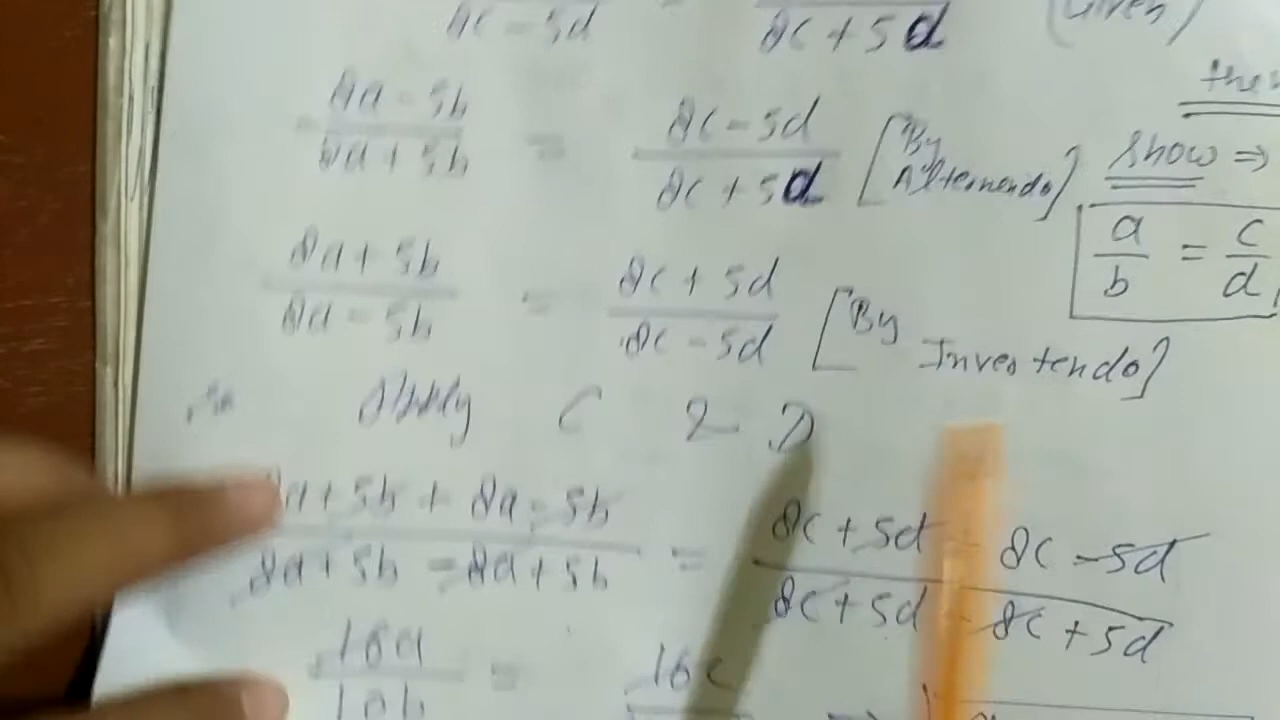 8c - 5d 8c + 5d (Given)
8a - 5b / 8a + 5b = 8c - 5d / 8c + 5d [By Alternendo]
show ⇒
a / b = c / d
8a + 5b / 8a - 5b = 8c + 5d / 8c - 5d [By Invertendo]
C & D
8a + 5b + 8a - 5b / 8a + 5b - 8a + 5b = 8c + 5d + 8c - 5d / 8c + 5d - 8c + 5d
16a / 10b = 16c